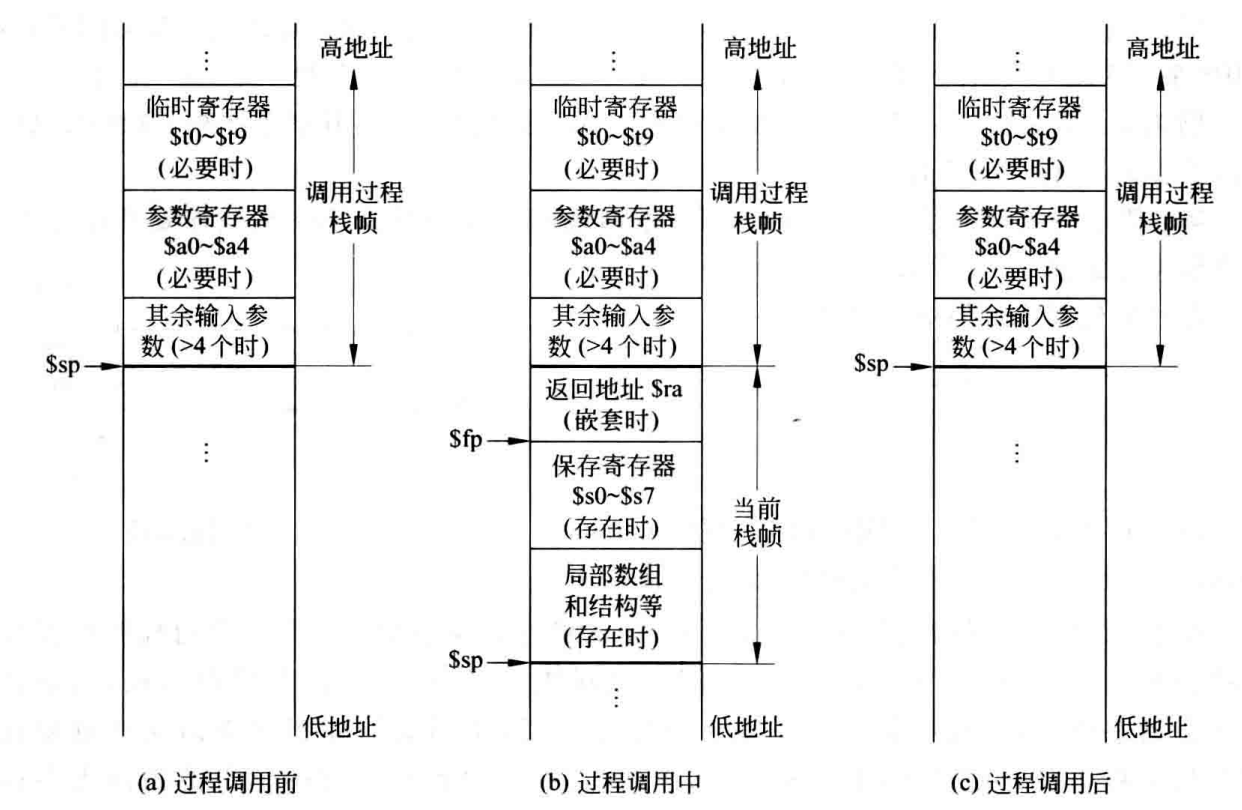 ⋮
高地址
临时寄存器
$t0~$t9
(必要时)
调用过程
栈帧
参数寄存器
$a0~$a4
(必要时)
其余输入参
数 (>4 个时)
$sp
⋮
低地址
(a) 过程调用前
⋮
高地址
临时寄存器
$t0~$t9
(必要时)
调用过程
栈帧
参数寄存器
$a0~$a4
(必要时)
其余输入参
数 (>4 个时)
返回地址 $ra
(嵌套时)
$fp
保存寄存器
$s0~$s7
(存在时)
当前
栈帧
局部数组
和结构等
(存在时)
$sp
⋮
低地址
(b) 过程调用中
⋮
高地址
临时寄存器
$t0~$t9
(必要时)
调用过程
栈帧
参数寄存器
$a0~$a4
(必要时)
其余输入参
数 (>4 个时)
$sp
⋮
低地址
(c) 过程调用后